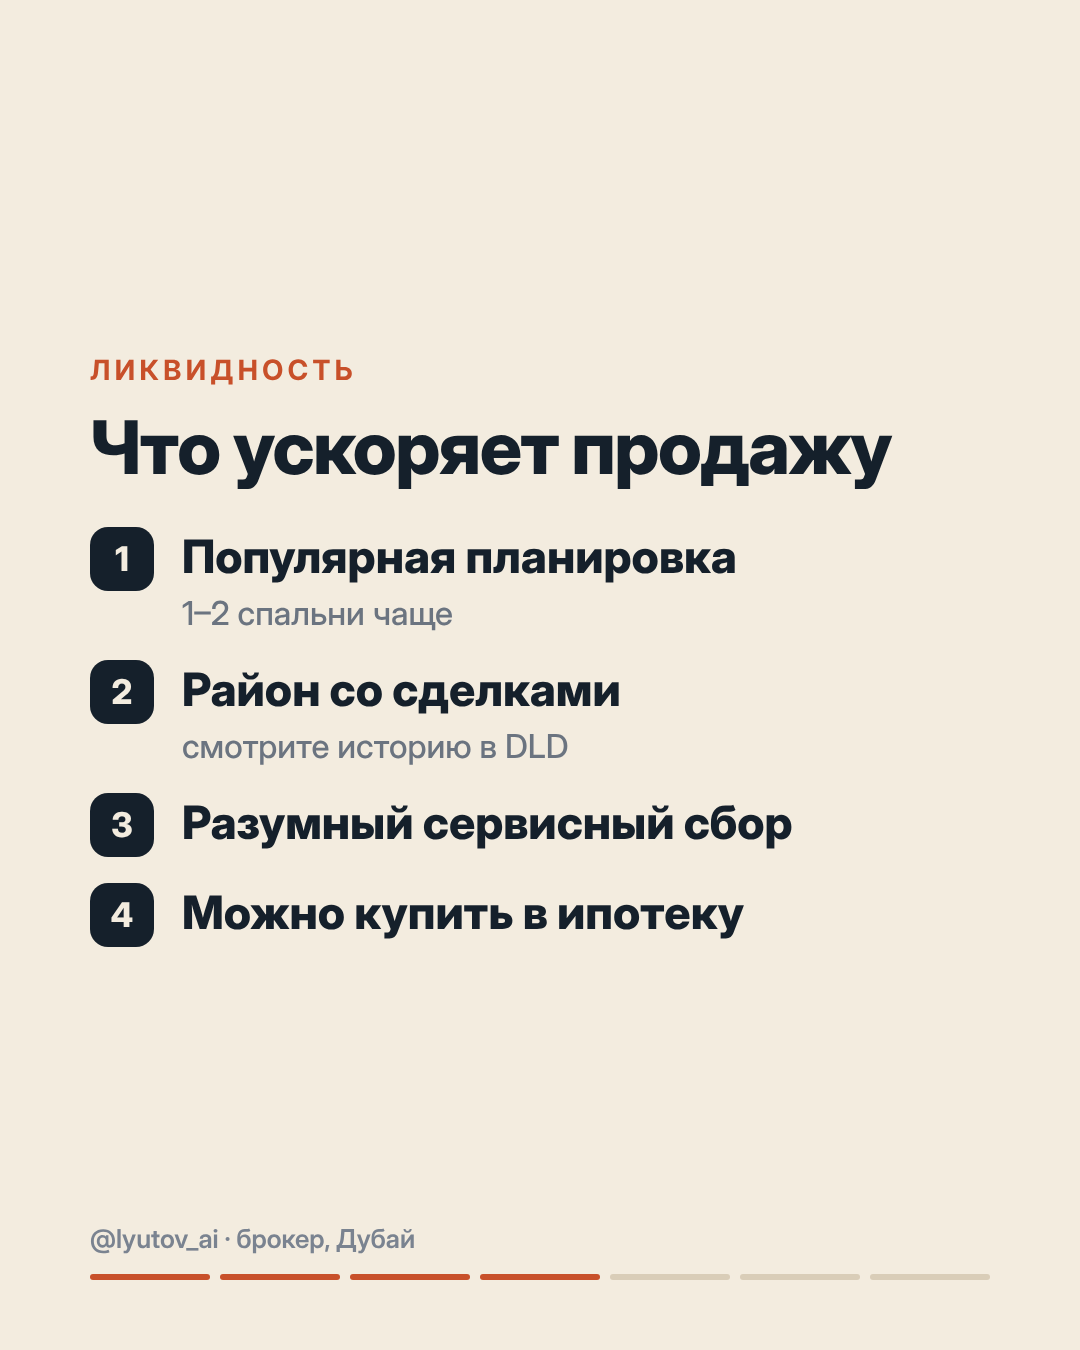 ЛИКВИДНОСТЬ
Что ускоряет продажу
1 Популярная планировка
1–2 спальни чаще
2 Район со сделками
смотрите историю в DLD
3 Разумный сервисный сбор
4 Можно купить в ипотеку
@lyutov_ai · брокер, Дубай